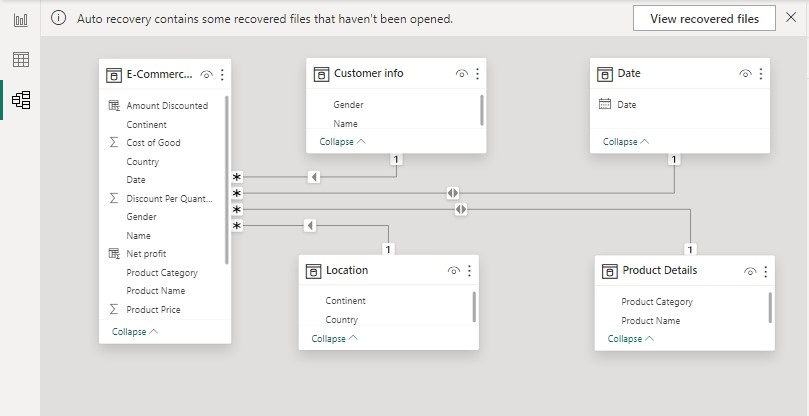 Auto recovery contains some recovered files that haven't been opened.
View recovered files
E-Commerc...
Amount Discounted
Continent
Cost of Good
Country
Date
Discount Per Quant...
Gender
Name
Net profit
Product Category
Product Name
Product Price
Collapse
Customer info
Gender
Name
Collapse
Date
Date
Collapse
1
1
*
*
*
*
1
1
Location
Continent
Country
Collapse
Product Details
Product Category
Product Name
Collapse